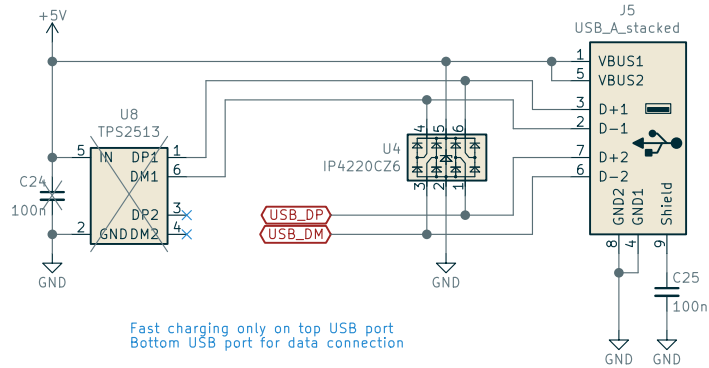 +5V
J5
USB_A_stacked
1 VBUS1
5 VBUS2
3 D+1
2 D-1
7 D+2
6 D-2
GND2
GND1
Shield
8
4
9
U8
TPS2513
5 IN
DP1 1
DM1 6
DP2 3
2 GND
DM2 4
C24
100n
U4
IP4220CZ6
4 5 6
3 2 1
USB_DP
USB_DM
GND
GND
C25
100n
GND
GND
Fast charging only on top USB port
Bottom USB port for data connection